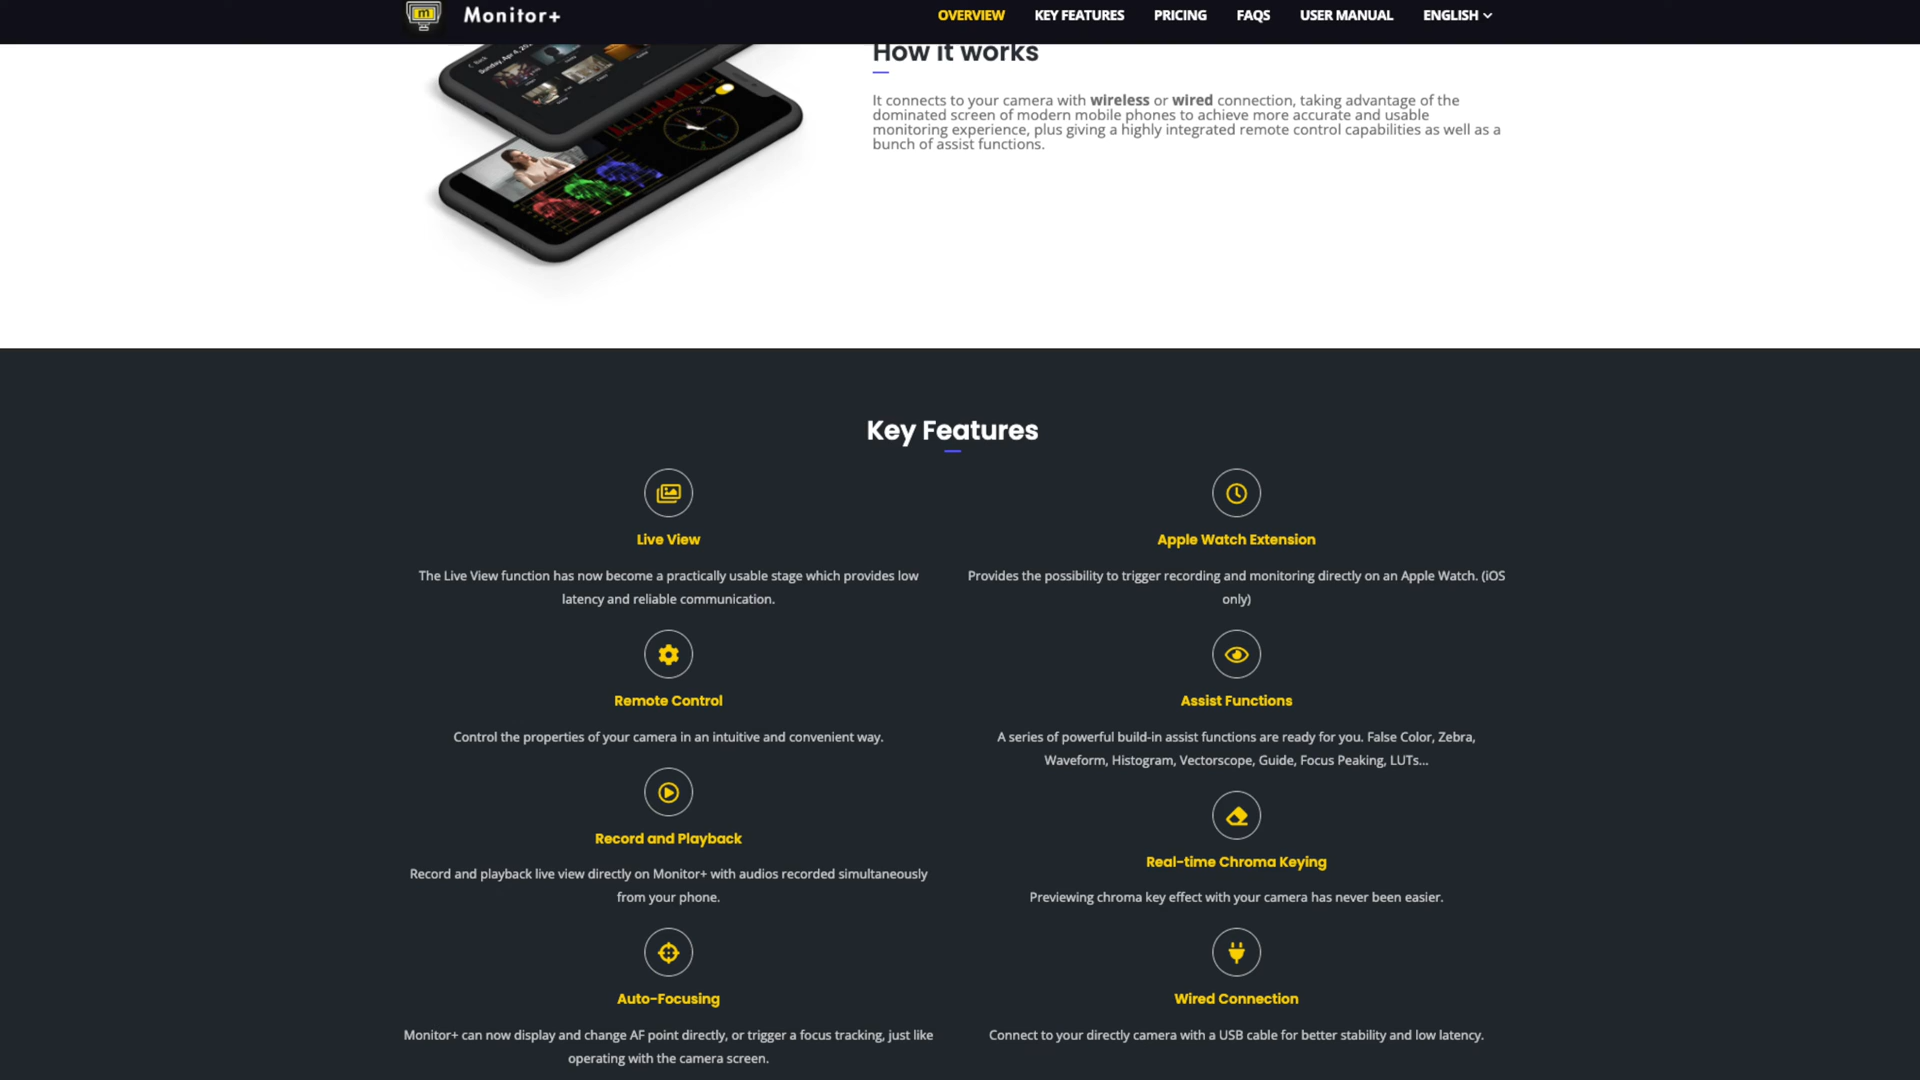 Monitor+
OVERVIEW KEY FEATURES PRICING FAQS USER MANUAL ENGLISH
How it works
It connects to your camera with wireless or wired connection, taking advantage of the
dominated screen of modern mobile phones to achieve more accurate and usable
monitoring experience, plus giving a highly integrated remote control capabilities as well as a
bunch of assist functions.
Back
Sunday, Apr 4, 20
Key Features
Live View
The Live View function has now become a practically usable stage which provides low
latency and reliable communication.
Apple Watch Extension
Provides the possibility to trigger recording and monitoring directly on an Apple Watch. (iOS
only)
Remote Control
Control the properties of your camera in an intuitive and convenient way.
Assist Functions
A series of powerful build-in assist functions are ready for you. False Color, Zebra,
Waveform, Histogram, Vectorscope, Guide, Focus Peaking, LUTs...
Record and Playback
Record and playback live view directly on Monitor+ with audios recorded simultaneously
from your phone.
Real-time Chroma Keying
Previewing chroma key effect with your camera has never been easier.
Auto-Focusing
Monitor+ can now display and change AF point directly, or trigger a focus tracking, just like
operating with the camera screen.
Wired Connection
Connect to your directly camera with a USB cable for better stability and low latency.